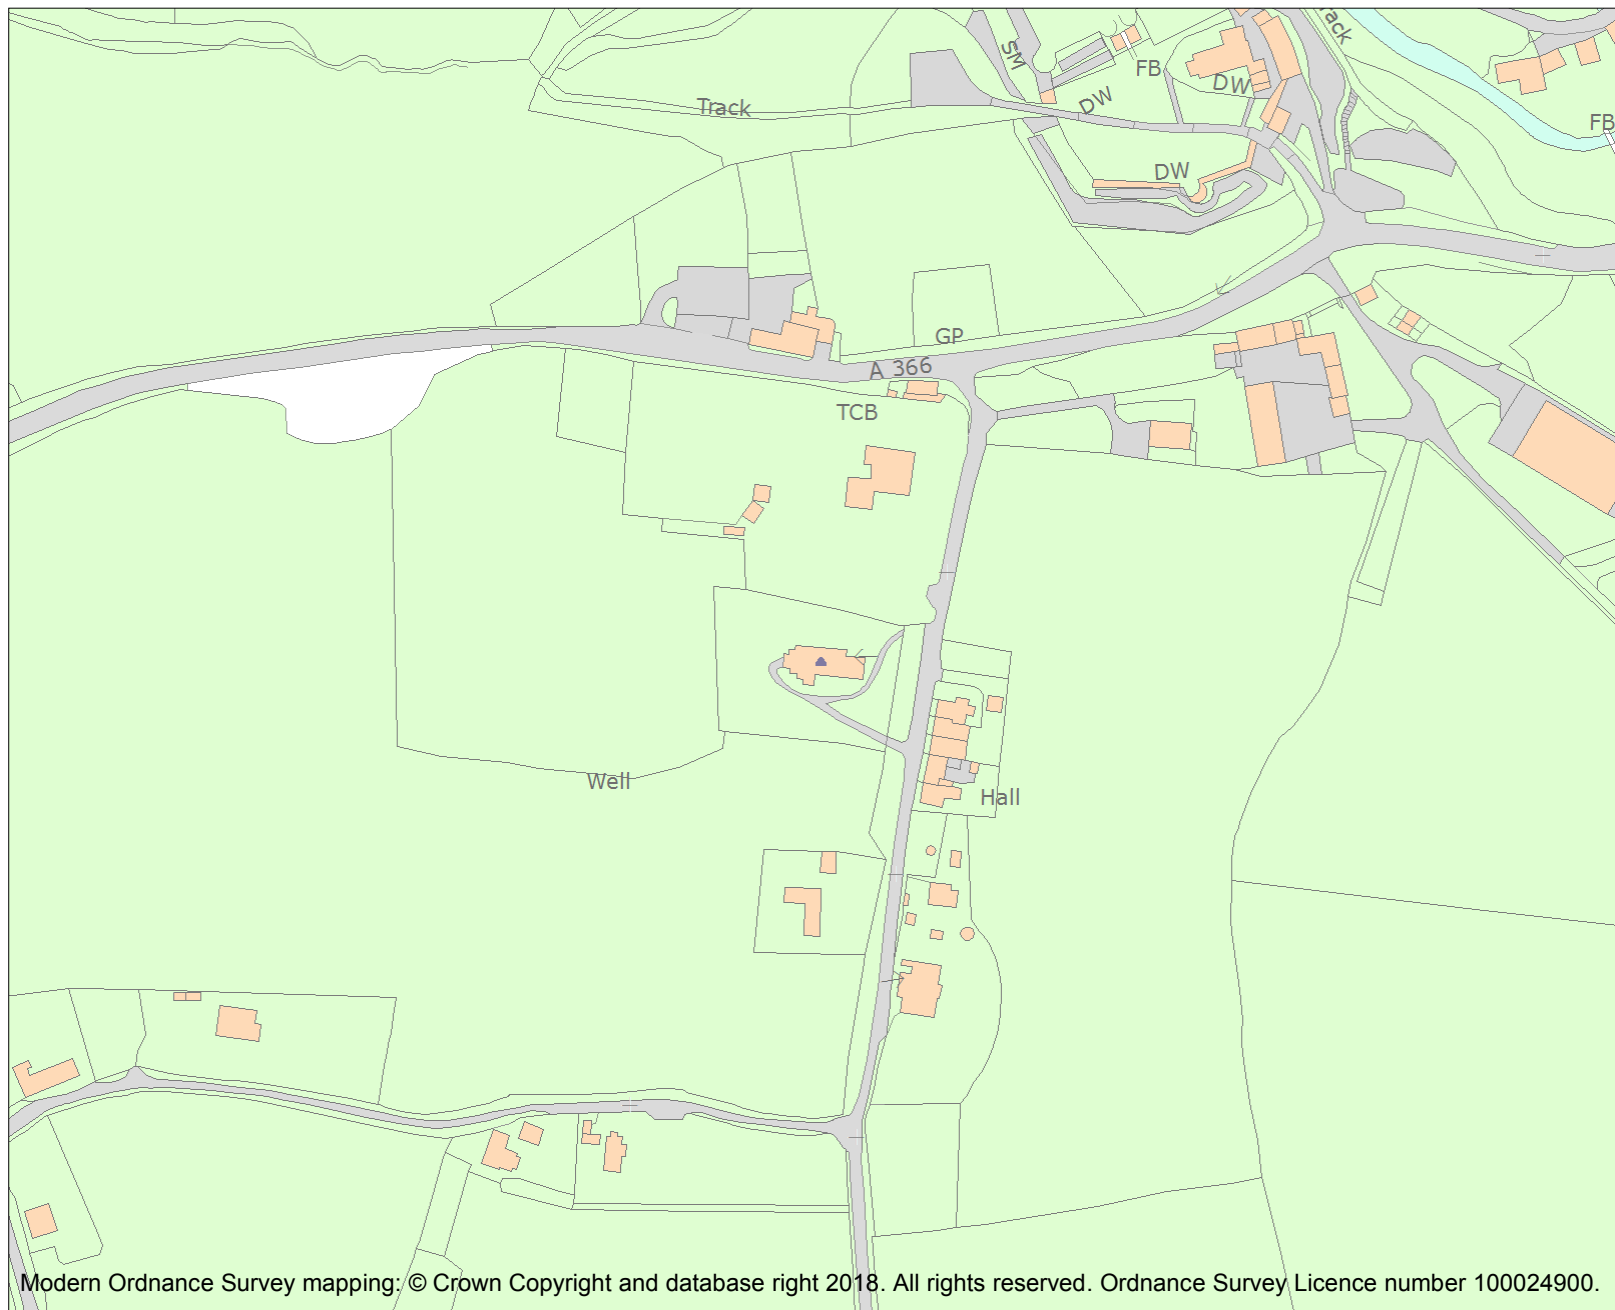 Track
SM
FB
DW
DW
Track
FB
DW
GP
A 366
TCB
Well
Hall
Modern Ordnance Survey mapping: © Crown Copyright and database right 2018. All rights reserved. Ordnance Survey Licence number 100024900.